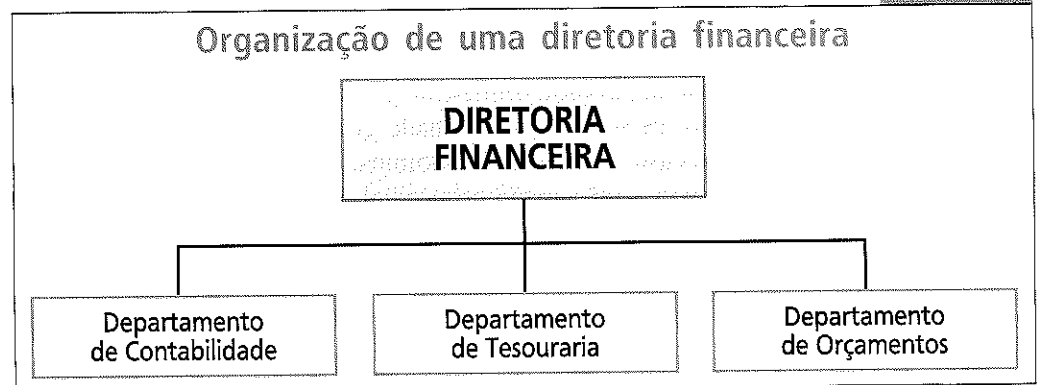 Organização de uma diretoria financeira
DIRETORIA
FINANCEIRA
Departamento
de Contabilidade
Departamento
de Tesouraria
Departamento
de Orçamentos